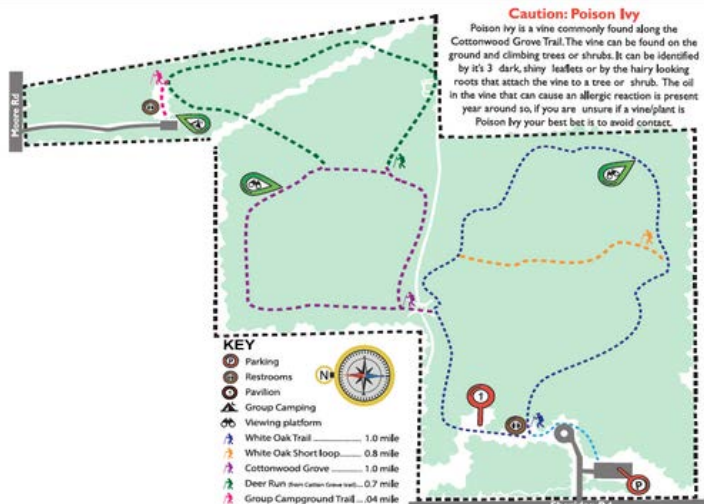 Caution: Poison Ivy
Poison ivy is a vine commonly found along the
Cottonwood Grove Trail. The vine can be found on the
ground and climbing trees or shrubs. It can be identified
by it's 3 dark, shiny leaflets or by the hairy looking
roots that attach the vine to a tree or shrub. The oil
in the vine that can cause an allergic reaction is present
year around so, if you are unsure if a vine/plant is
Poison Ivy your best bet is to avoid contact.
Moore Rd
1
P
KEY
N
P Parking
Restrooms
1 Pavilion
Group Camping
Viewing platform
White Oak Trail ................ 1.0 mile
White Oak Short loop ........ 0.8 mile
Cottonwood Grove ........... 1.0 mile
Deer Run (from Cotton Grove trail) ... 0.7 mile
Group Campground Trail ... .04 mile